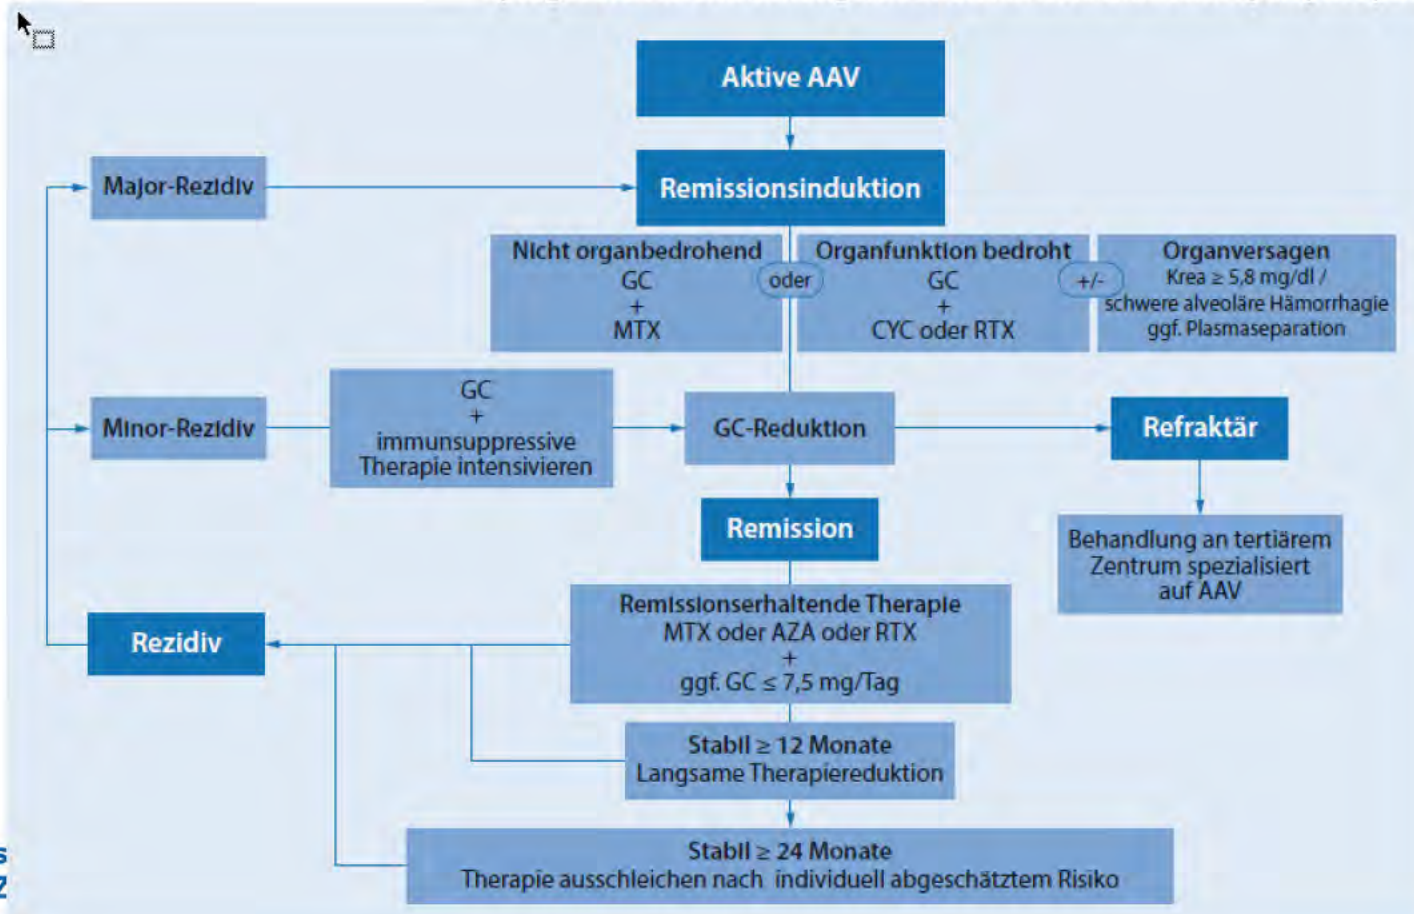 Aktive AAV
Major-Rezidiv
Remissionsinduktion
Nicht organbedrohend
GC
+
MTX
oder
Organfunktion bedroht
GC
+
CYC oder RTX
+/-
Organversagen
Krea ≥ 5,8 mg/dl /
schwere alveoläre Hämorrhagie
ggf. Plasmaseparation
Minor-Rezidiv
GC
+
immunsuppressive
Therapie intensivieren
GC-Reduktion
Refraktär
Remission
Behandlung an tertiärem
Zentrum spezialisiert
auf AAV
Rezidiv
Remissionserhaltende Therapie
MTX oder AZA oder RTX
+
ggf. GC ≤ 7,5 mg/Tag
Stabil ≥ 12 Monate
Langsame Therapiereduktion
Stabil ≥ 24 Monate
Therapie ausschleichen nach individuell abgeschätztem Risiko